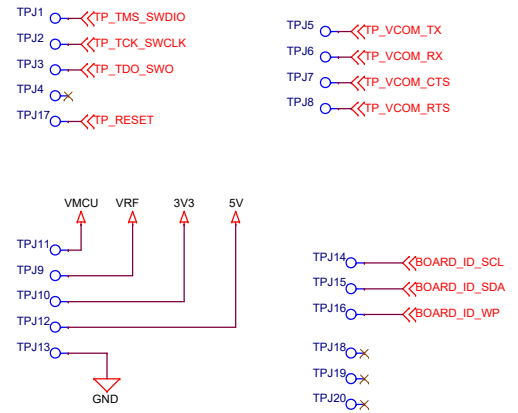 TPJ1 TP_TMS_SWDIO
TPJ2 TP_TCK_SWCLK
TPJ3 TP_TDO_SWO
TPJ4
TPJ17 TP_RESET
TPJ5 TP_VCOM_TX
TPJ6 TP_VCOM_RX
TPJ7 TP_VCOM_CTS
TPJ8 TP_VCOM_RTS
VMCU VRF 3V3 5V
TPJ11
TPJ9
TPJ10
TPJ12
TPJ13
GND
TPJ14 BOARD_ID_SCL
TPJ15 BOARD_ID_SDA
TPJ16 BOARD_ID_WP
TPJ18
TPJ19
TPJ20